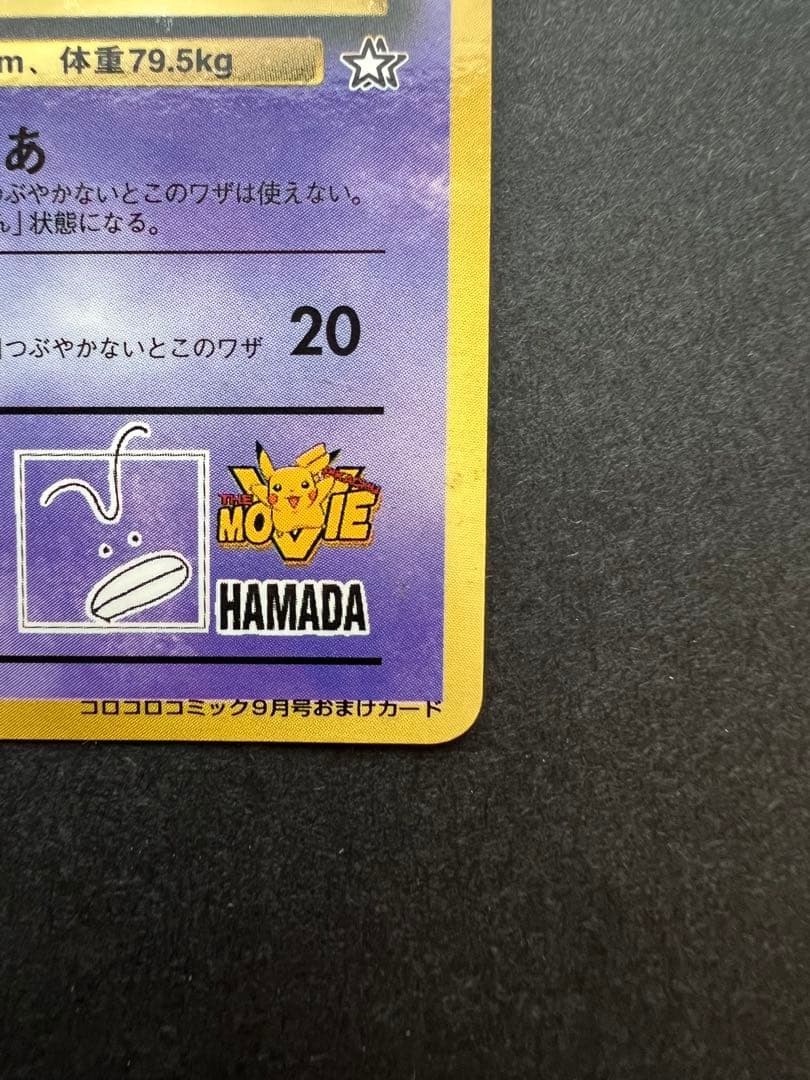 m、体重79.5kg
あ
ぶやかないとこのワザは使えない。
」状態になる。
つぶやかないとこのワザ 20
THE PIKACHU
MOVIE
HAMADA
コロコロコミック9月号おまけカード